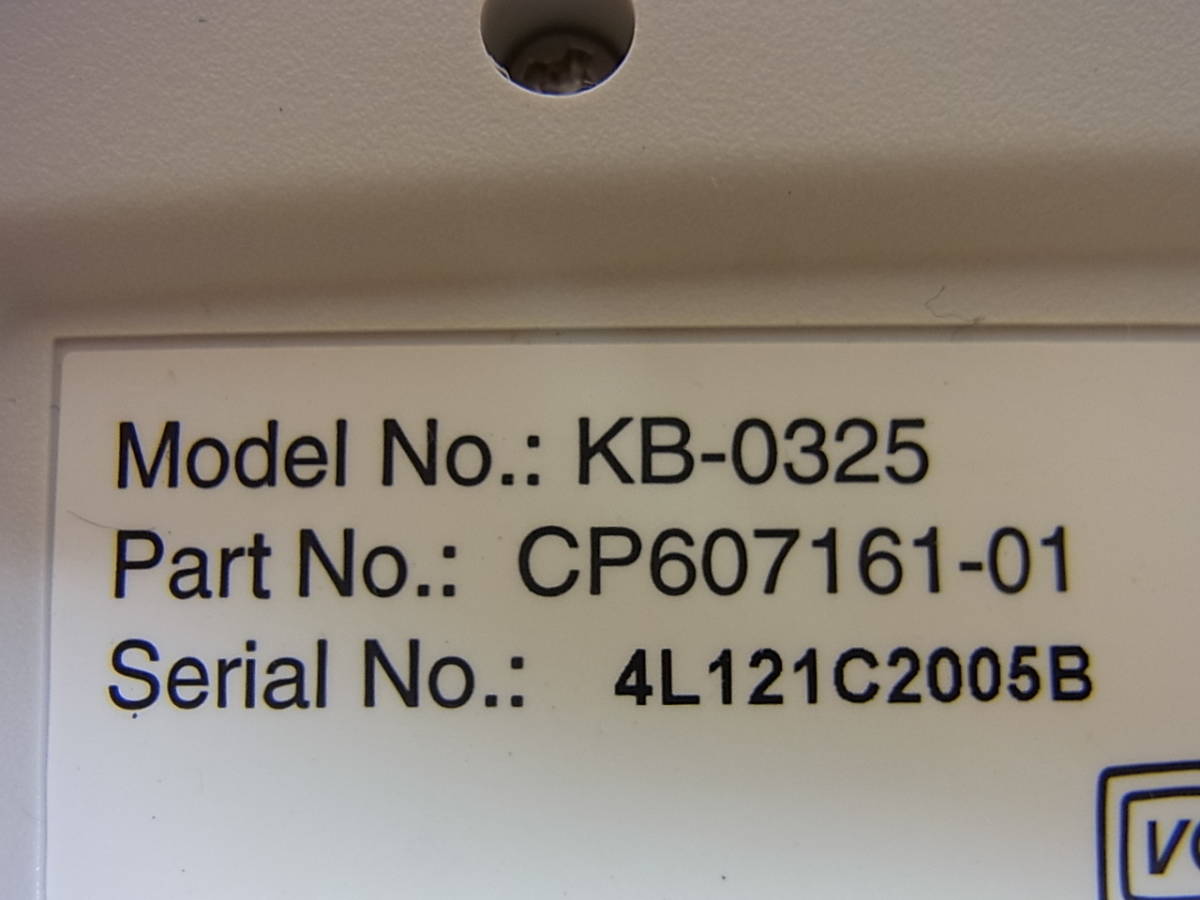 Model No.: KB-0325
Part No.: CP607161-01
Serial No.: 4L121C2005B